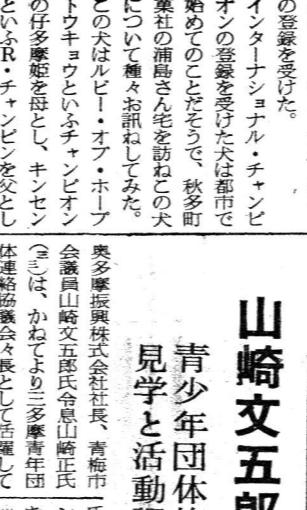 の登録を受けた。
インターナショナル・チャンピ
オンの登録を受けた犬は都市で
始めてのことだそうで、秋多町
菓社の浦島さん宅を訪ねこの犬
について種々お訊ねしてみた。
この犬はルビー・オブ・ホープ
トウキョウといふチャンピオン
の仔多摩姫を母とし、キンセン
といふR・チャンピンを父とし
山崎文五郎
青少年団体
見学と活動
奥多摩振興株式会社社長、青梅市
会議員山崎文五郎氏令息山崎正氏
は、かねてより三多摩青年団
体連絡協議会々長として活躍して